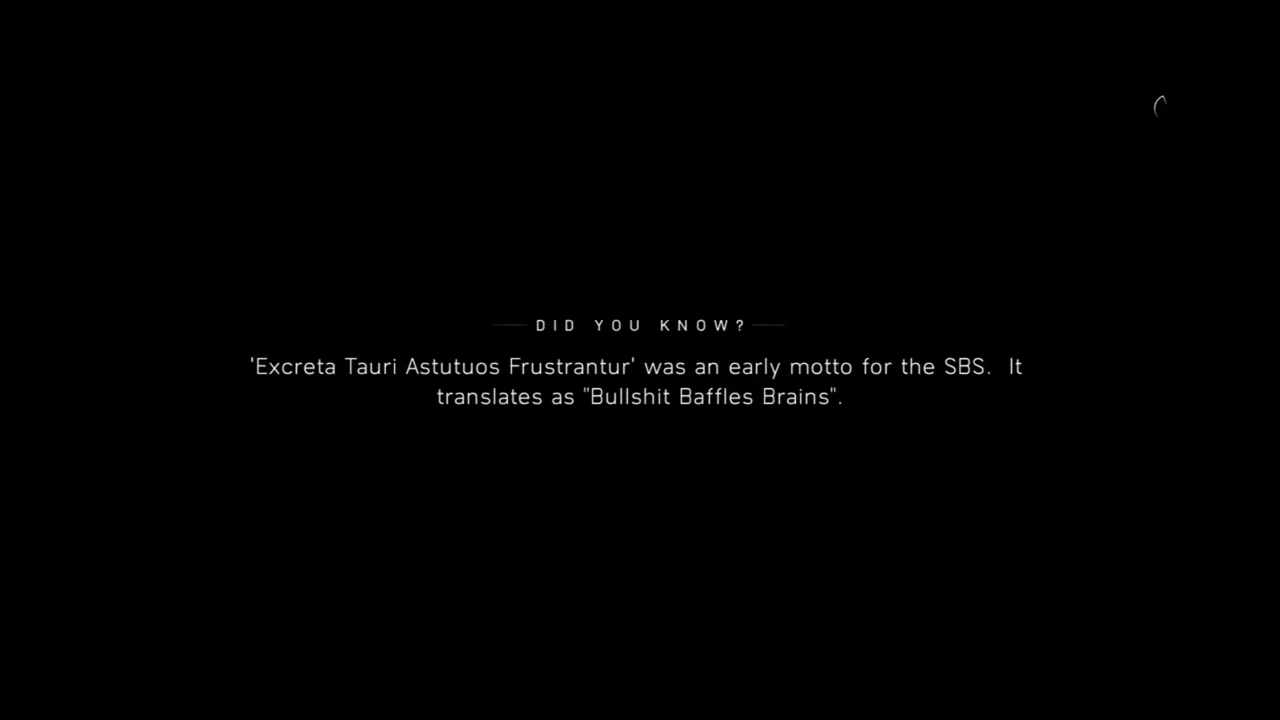 DID YOU KNOW?
'Excreta Tauri Astutuos Frustrantur' was an early motto for the SBS.  It
translates as "Bullshit Baffles Brains".